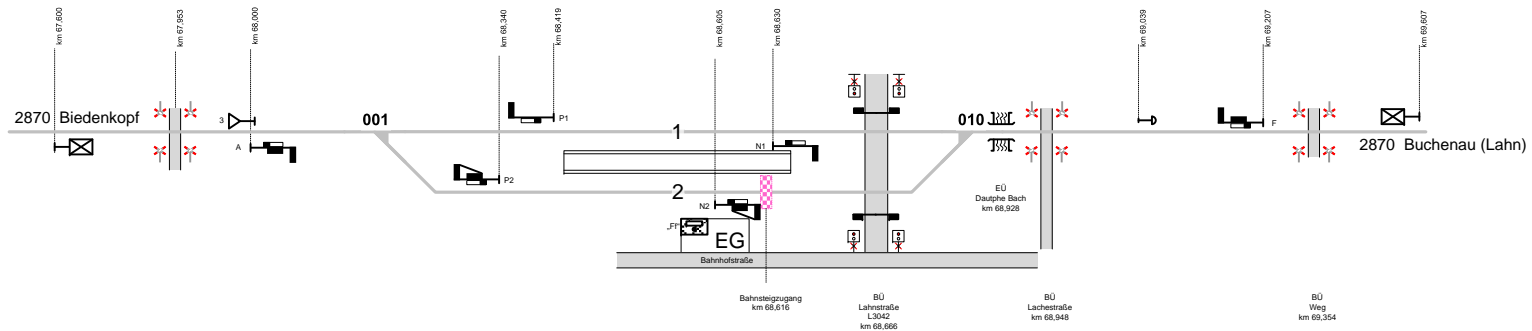 km 67,600
km 67,953
km 68,000
km 68,340
km 68,419
km 68,605
km 68,630
km 69,039
km 69,207
km 69,607
2870 Biedenkopf
3
A
001
P1
P2
1
2
N1
N2
010
F
2870 Buchenau (Lahn)
„Ff“
EG
Bahnhofstraße
EÜ
Dautphe Bach
km 68,928
Bahnsteigzugang
km 68,616
BÜ
Lahnstraße
L3042
km 68,666
BÜ
Lachestraße
km 68,948
BÜ
Weg
km 69,354